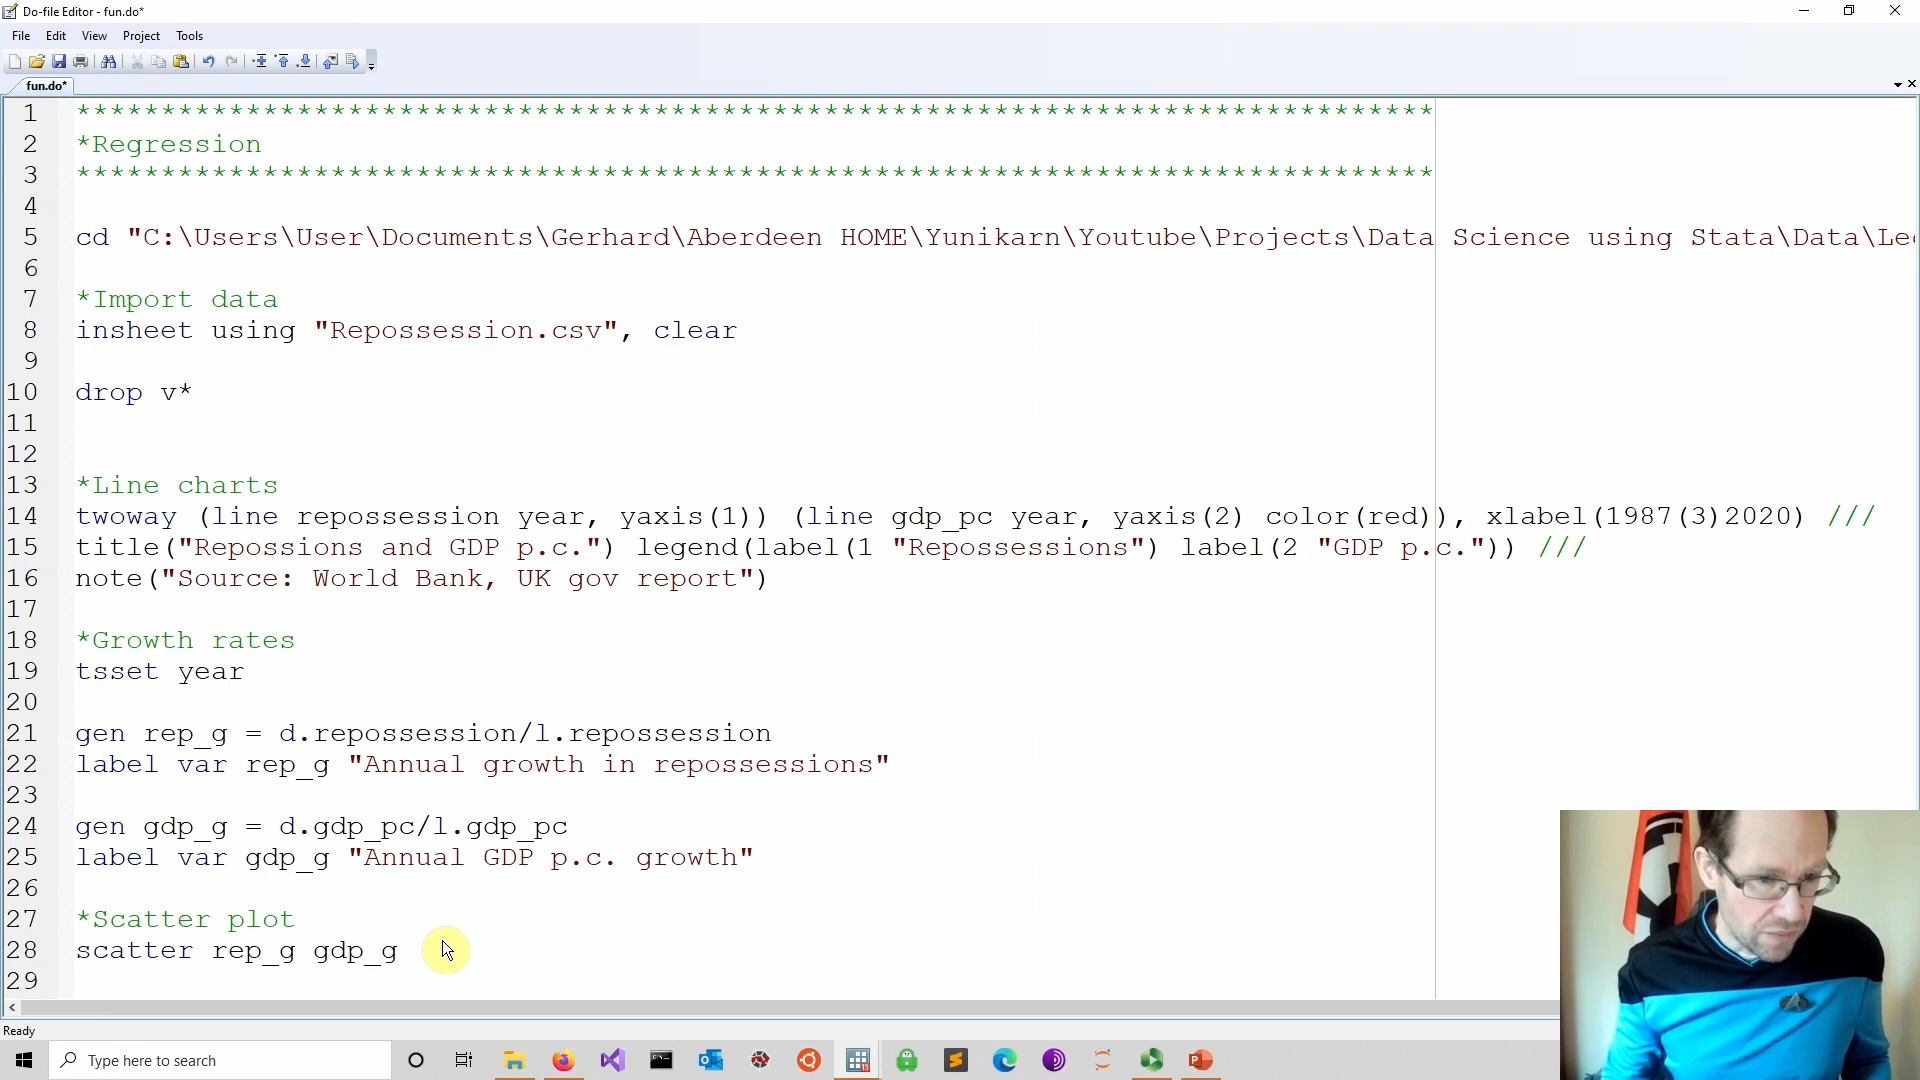 Do-file Editor - fun.do*
File Edit View Project Tools
fun.do*
1 ********************************************************************************
2 *Regression
3 ********************************************************************************
4
5 cd "C:\Users\User\Documents\Gerhard\Aberdeen HOME\Yunikarn\Youtube\Projects\Data Science using Stata\Data\Lec
6
7 *Import data
8 insheet using "Repossession.csv", clear
9
10 drop v*
11
12
13 *Line charts
14 twoway (line repossession year, yaxis(1)) (line gdp_pc year, yaxis(2) color(red)), xlabel(1987(3)2020) ///
15 title("Repossions and GDP p.c.") legend(label(1 "Repossessions") label(2 "GDP p.c.")) ///
16 note("Source: World Bank, UK gov report")
17
18 *Growth rates
19 tsset year
20
21 gen rep_g = d.repossession/l.repossession
22 label var rep_g "Annual growth in repossessions"
23
24 gen gdp_g = d.gdp_pc/l.gdp_pc
25 label var gdp_g "Annual GDP p.c. growth"
26
27 *Scatter plot
28 scatter rep_g gdp_g
29
Ready
Type here to search